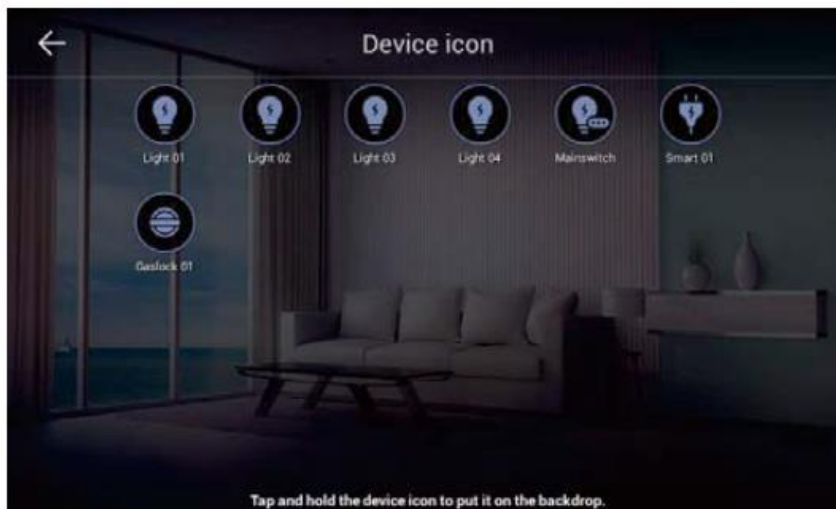 Device icon
Light 01 Light 02 Light 03 Light 04 Mainswitch Smart 01
Gaslock 01
Tap and hold the device icon to put it on the backdrop.